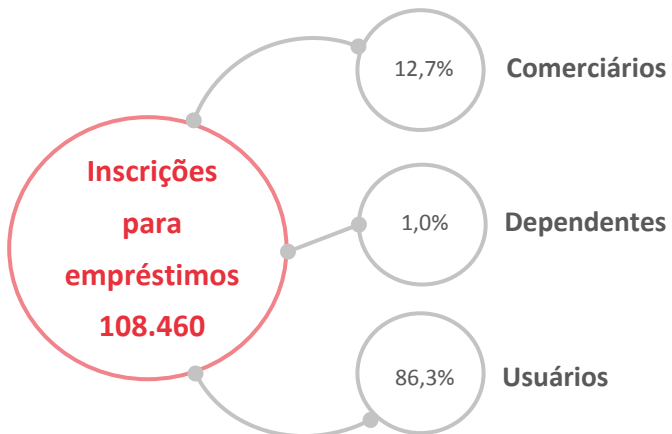 Inscrições
para
empréstimos
108.460
12,7%
Comerciários
1,0%
Dependentes
86,3%
Usuários